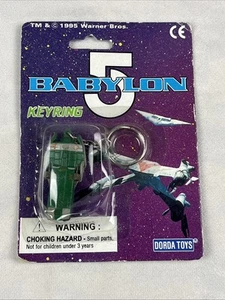 TM & © 1995 Warner Bros.
CE
BABYLON
5
KEYRING
WARNING :
CHOKING HAZARD - Small parts.
Not for children under 3 years
DORDA TOYS